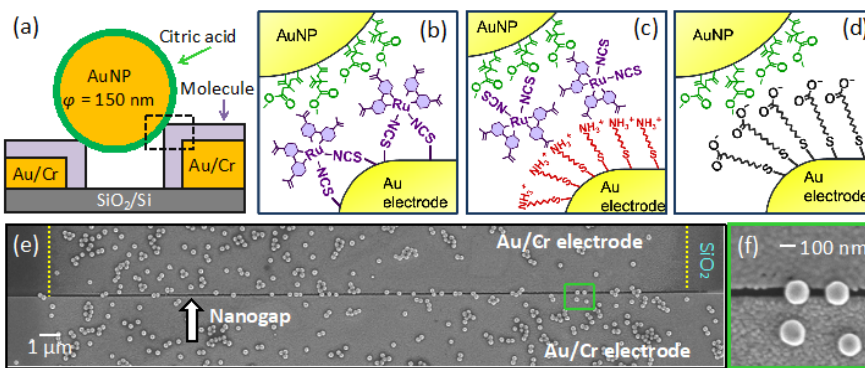 (a)
Citric acid
AuNP
φ = 150 nm
Molecule
Au/Cr
Au/Cr
SiO₂/Si
(b)
AuNP
Ru
NCS
NCS
Ru
NCS
NCS
Au
electrode
(c)
AuNP
Ru
NCS
NCS
Ru
NCS
SCN
NH₃⁺
NH₃⁺
NH₃⁺
NH₃⁺
NH₃⁺
NH₃⁺
S
S
S
S
S
S
Au
electrode
(d)
AuNP
O⁻
O⁻
O⁻
O⁻
O⁻
S
S
S
S
S
Au
electrode
(e)
Au/Cr electrode
SiO₂
Nanogap
1 μm
Au/Cr electrode
(f)
100 nm